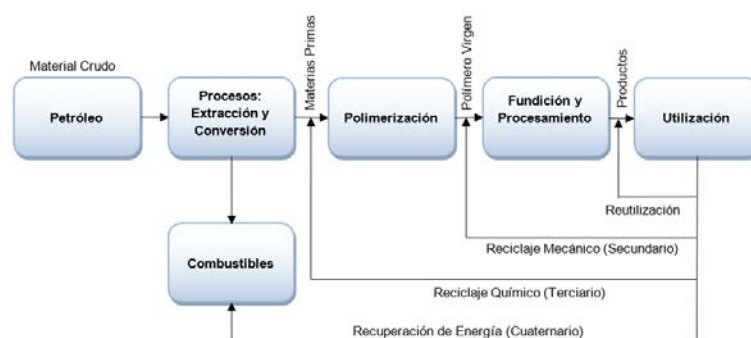 Material Crudo
Petróleo
Procesos:
Extracción y
Conversión
Materias Primas
Polimerización
Polímero Virgen
Fundición y
Procesamiento
Productos
Utilización
Reutilización
Reciclaje Mecánico (Secundario)
Combustibles
Reciclaje Químico (Terciario)
Recuperación de Energía (Cuaternario)